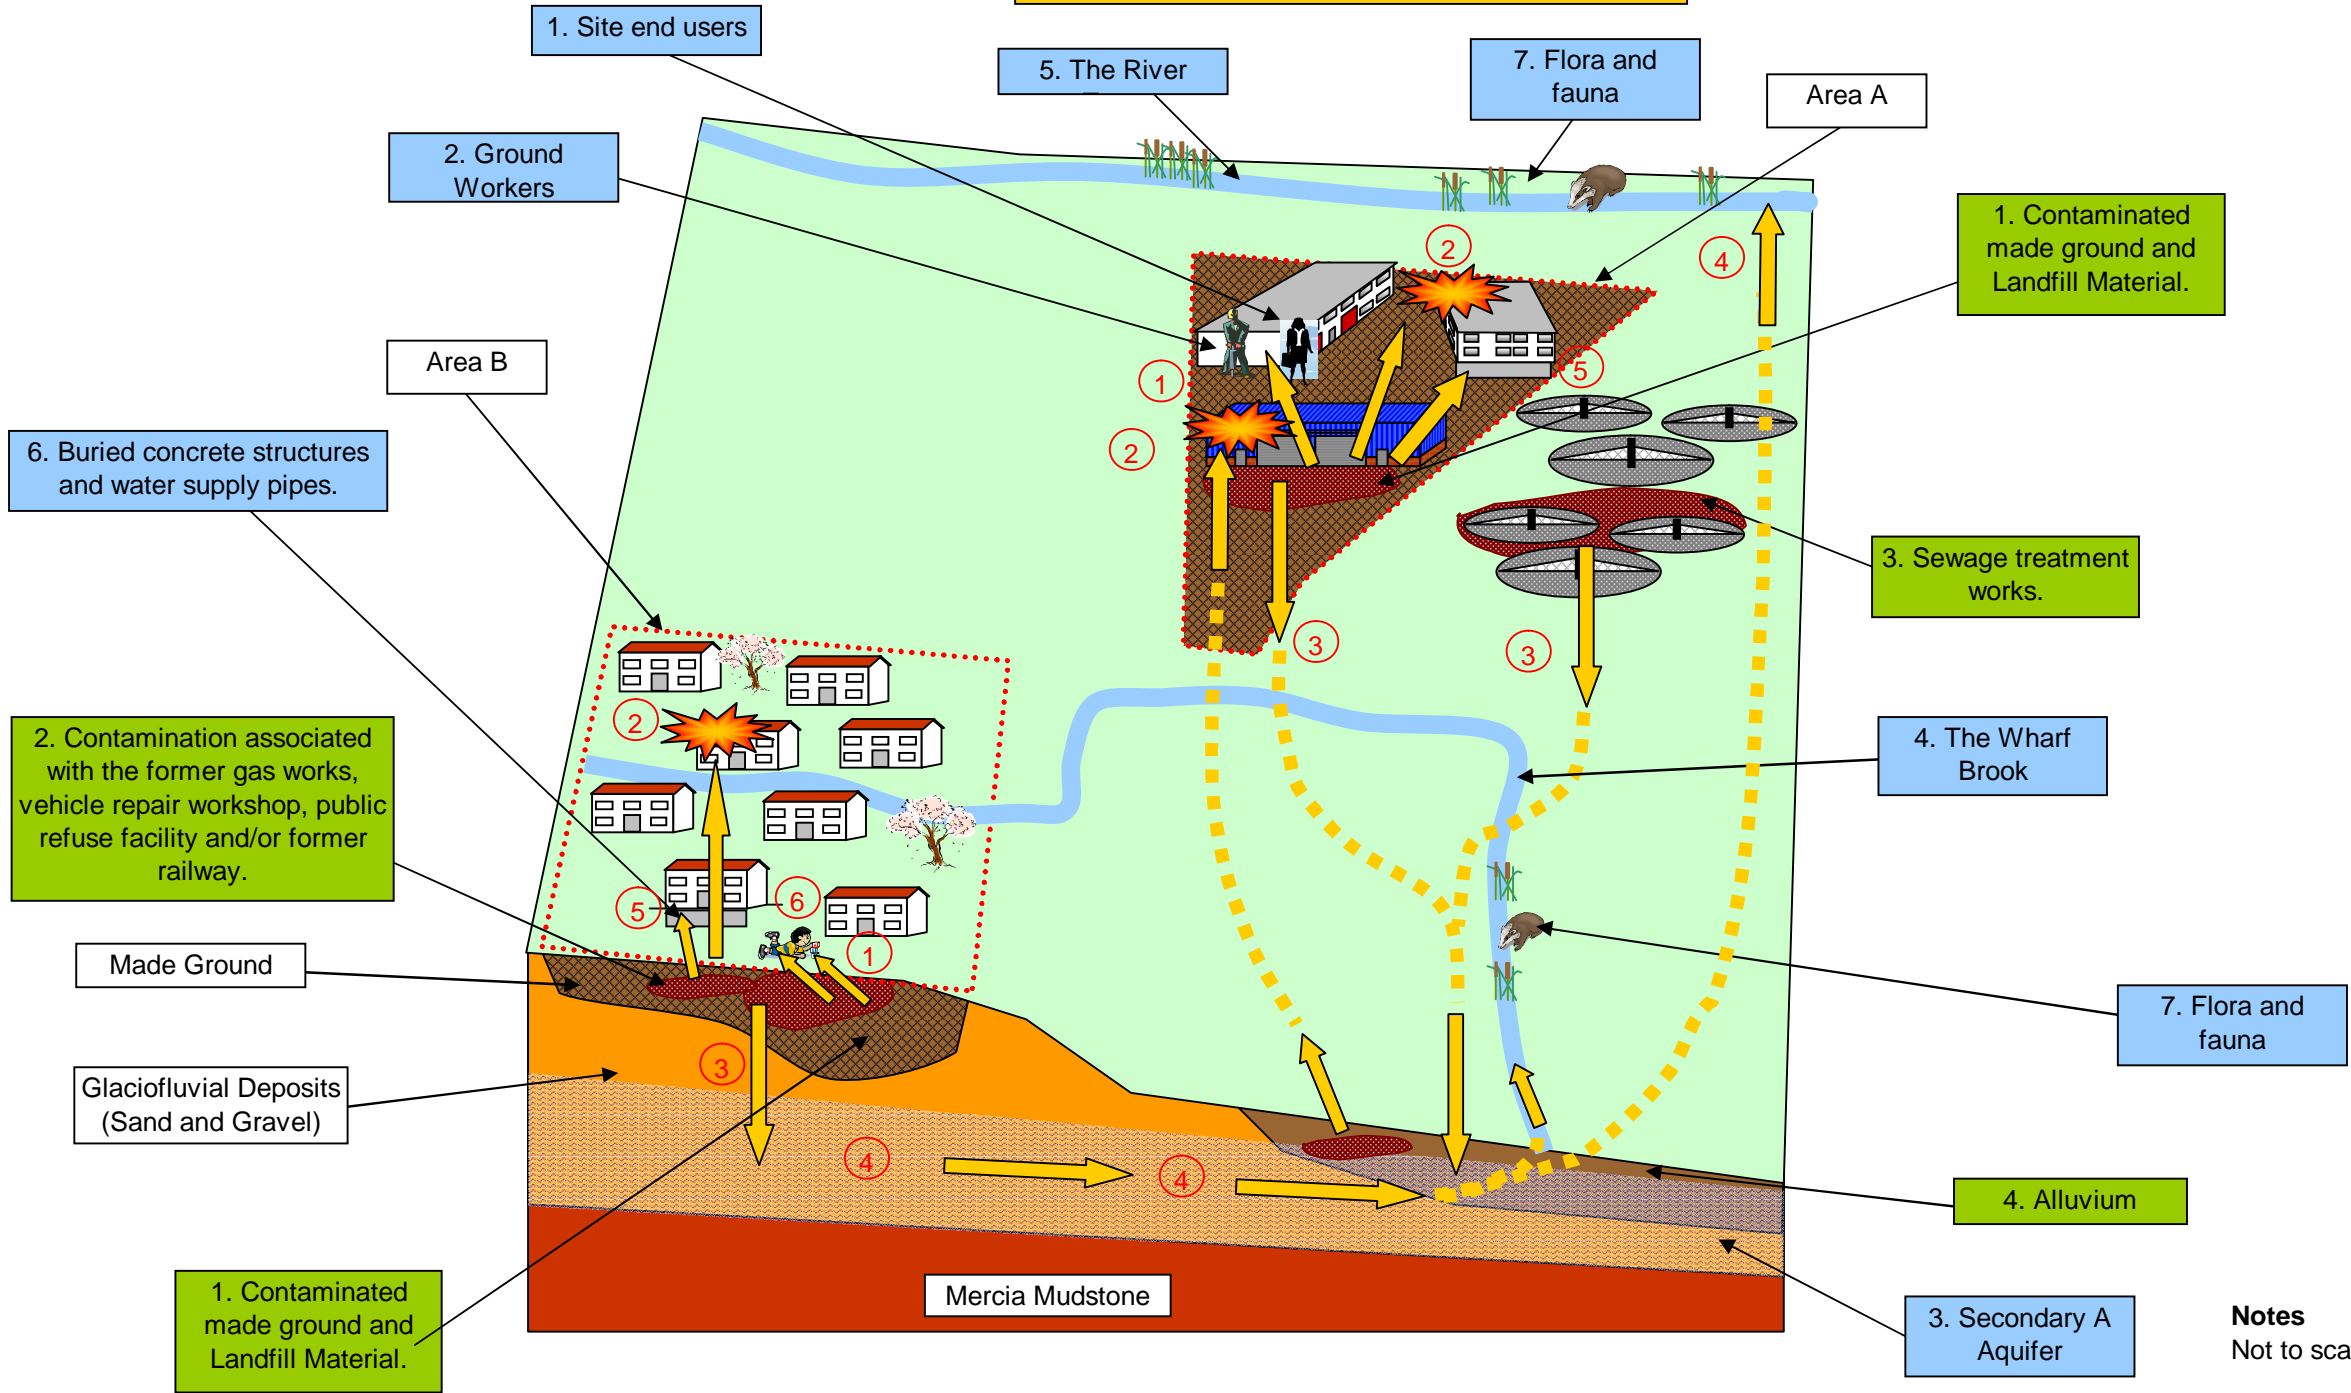 1. Site end users
5. The River
7. Flora and
fauna
Area A
2. Ground
Workers
1. Contaminated
made ground and
Landfill Material.
2
4
Area B
1
5
6. Buried concrete structures
and water supply pipes.
2
3. Sewage treatment
works.
3
3
2
2. Contamination associated
with the former gas works,
vehicle repair workshop, public
refuse facility and/or former
railway.
4. The Wharf
Brook
5
6
1
Made Ground
7. Flora and
fauna
3
Glaciofluvial Deposits
(Sand and Gravel)
4
4
4. Alluvium
1. Contaminated
made ground and
Landfill Material.
Mercia Mudstone
3. Secondary A
Aquifer
Notes
Not to sca